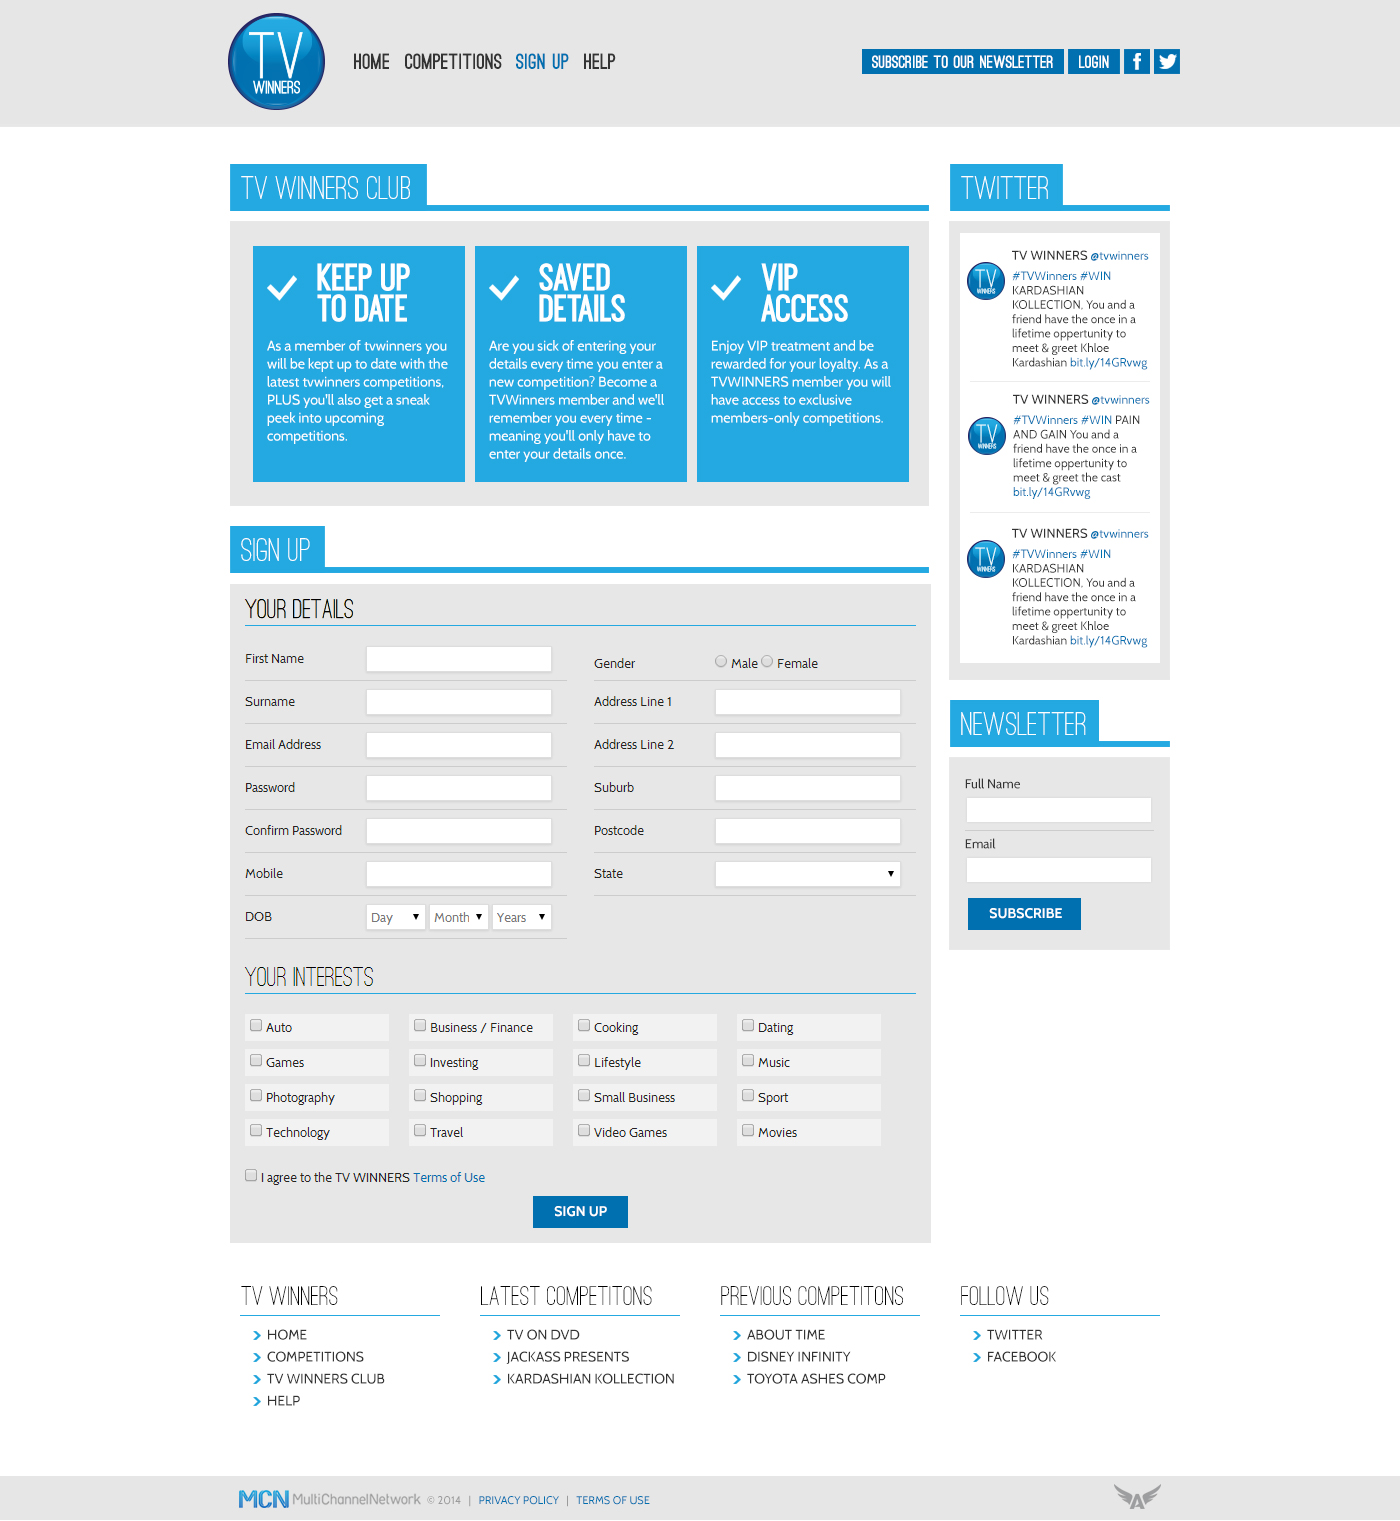 TV
WINNERS
HOME COMPETITIONS SIGN UP HELP
SUBSCRIBE TO OUR NEWSLETTER LOGIN f
TV WINNERS CLUB
KEEP UP
TO DATE
As a member of tvwinners you
will be kept up to date with the
latest tvwinners competitions,
PLUS you'll also get a sneak
peek into upcoming
competitions.
SAVED
DETAILS
Are you sick of entering your
details every time you enter a
new competition? Become a
TVWinners member and we'll
remember you every time -
meaning you'll only have to
enter your details once.
VIP
ACCESS
Enjoy VIP treatment and be
rewarded for your loyalty. As a
TVWINNERS member you will
have access to exclusive
members-only competitions.
TWITTER
TV
WINNERS
TV WINNERS @tvwinners
#TVWinners #WIN
KARDASHIAN
KOLLECTION, You and a
friend have the once in a
lifetime oppertunity to
meet & greet Khloe
Kardashian bit.ly/14GRvwg
TV
WINNERS
TV WINNERS @tvwinners
#TVWinners #WIN PAIN
AND GAIN You and a
friend have the once in a
lifetime oppertunity to
meet & greet the cast
bit.ly/14GRvwg
TV
WINNERS
TV WINNERS @tvwinners
#TVWinners #WIN
KARDASHIAN
KOLLECTION, You and a
friend have the once in a
lifetime oppertunity to
meet & greet Khloe
Kardashian bit.ly/14GRvwg
SIGN UP
YOUR DETAILS
First Name
Surname
Email Address
Password
Confirm Password
Mobile
DOB Day Month Years
Gender Male Female
Address Line 1
Address Line 2
Suburb
Postcode
State
NEWSLETTER
Full Name
Email
SUBSCRIBE
YOUR INTERESTS
Auto Business / Finance Cooking Dating
Games Investing Lifestyle Music
Photography Shopping Small Business Sport
Technology Travel Video Games Movies
I agree to the TV WINNERS Terms of Use
SIGN UP
TV WINNERS
HOME
COMPETITIONS
TV WINNERS CLUB
HELP
LATEST COMPETITONS
TV ON DVD
JACKASS PRESENTS
KARDASHIAN KOLLECTION
PREVIOUS COMPETITONS
ABOUT TIME
DISNEY INFINITY
TOYOTA ASHES COMP
FOLLOW US
TWITTER
FACEBOOK
MCN MultiChannelNetwork © 2014 | PRIVACY POLICY | TERMS OF USE
A